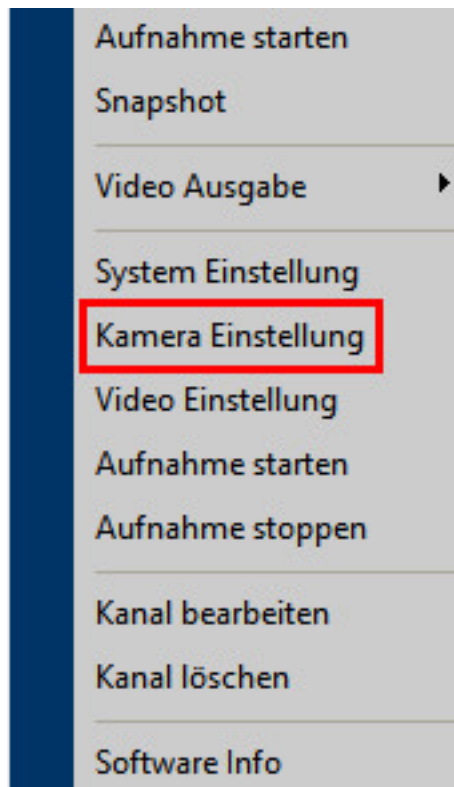 Aufnahme starten
Snapshot
Video Ausgabe
System Einstellung
Kamera Einstellung
Video Einstellung
Aufnahme starten
Aufnahme stoppen
Kanal bearbeiten
Kanal löschen
Software Info